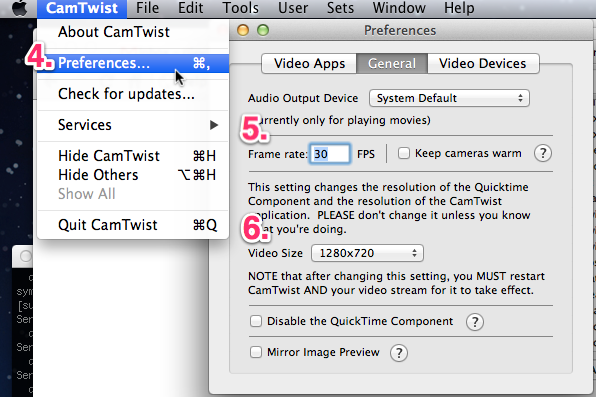 CamTwist File Edit Tools User Sets Window Help
About CamTwist
4.
Preferences... ⌘,
Check for updates...
Services
Hide CamTwist ⌘H
Hide Others ⌥⌘H
Show All
Quit CamTwist ⌘Q
Preferences
Video Apps General Video Devices
Audio Output Device System Default
urrently only for playing movies)
5.
Frame rate: 30 FPS Keep cameras warm ?
This setting changes the resolution of the Quicktime
Component and the resolution of the CamTwist
pplication. PLEASE don't change it unless you know
at you're doing.
6.
Video Size 1280x720
NOTE that after changing this setting, you MUST restart
CamTwist AND your video stream for it to take effect.
Disable the QuickTime Component ?
Mirror Image Preview ?
sym
[su
Ser
Ser
Ser